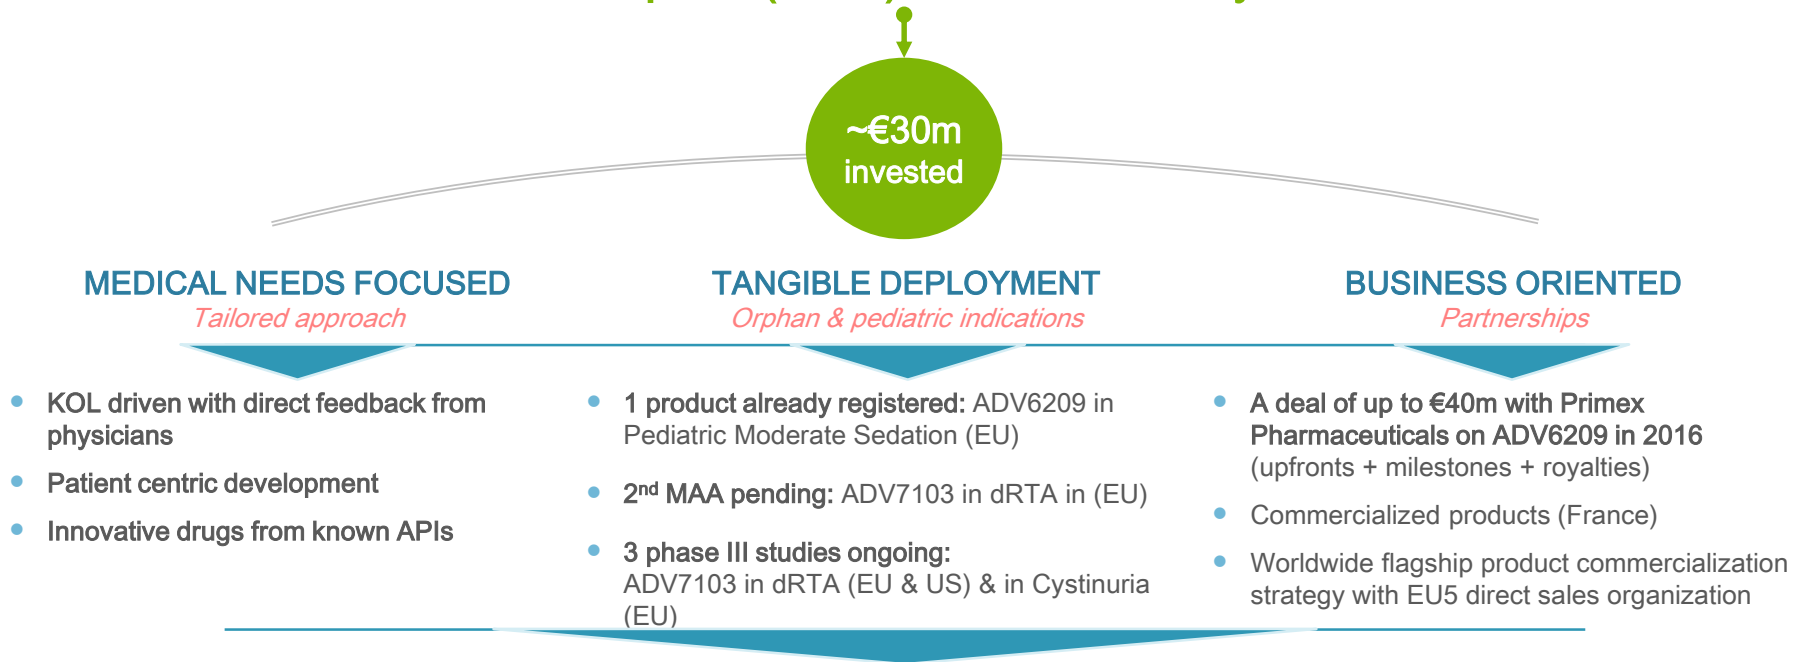 ~€30m
invested
MEDICAL NEEDS FOCUSED
Tailored approach
• KOL driven with direct feedback from
physicians
• Patient centric development
• Innovative drugs from known APIs
TANGIBLE DEPLOYMENT
Orphan & pediatric indications
• 1 product already registered: ADV6209 in
Pediatric Moderate Sedation (EU)
• 2nd MAA pending: ADV7103 in dRTA in (EU)
• 3 phase III studies ongoing:
ADV7103 in dRTA (EU & US) & in Cystinuria
(EU)
BUSINESS ORIENTED
Partnerships
• A deal of up to €40m with Primex
Pharmaceuticals on ADV6209 in 2016
(upfronts + milestones + royalties)
• Commercialized products (France)
• Worldwide flagship product commercialization
strategy with EU5 direct sales organization